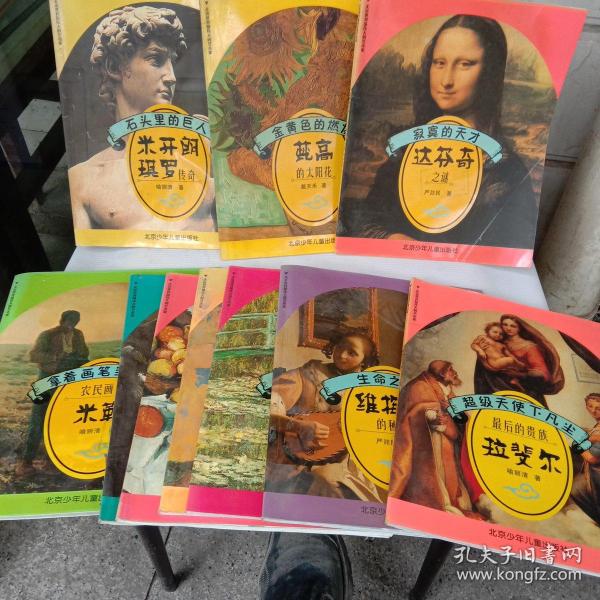 石头里的巨人
米开朗
琪罗传奇
喻丽清 著
北京少年儿童出版社
金黄色的燃
梵高
的太阳花
北京少年儿童出版
寂寞的天才
达芬奇
之谜
严喆民 著
北京少年儿童出版社
拿着画笔
农民画
米勒
喻丽清
北京少年儿童出版社
生命之
维梅
的秘
严喆
北京少
超级天使下凡尘
最后的贵族
拉斐尔
喻丽清 著
北京少年儿童出版社
孔夫子旧书网
www.kongfz.com